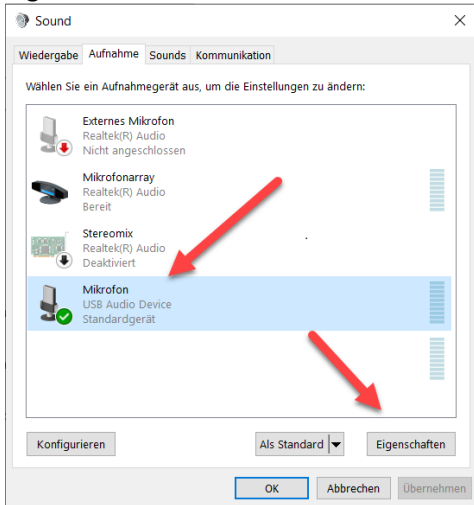 Sound
Wiedergabe Aufnahme Sounds Kommunikation
Wählen Sie ein Aufnahmegerät aus, um die Einstellungen zu ändern:
Externes Mikrofon
Realtek(R) Audio
Nicht angeschlossen
Mikrofonarray
Realtek(R) Audio
Bereit
Stereomix
Realtek(R) Audio
Deaktiviert
Mikrofon
USB Audio Device
Standardgerät
Konfigurieren Als Standard Eigenschaften
OK Abbrechen Übernehmen